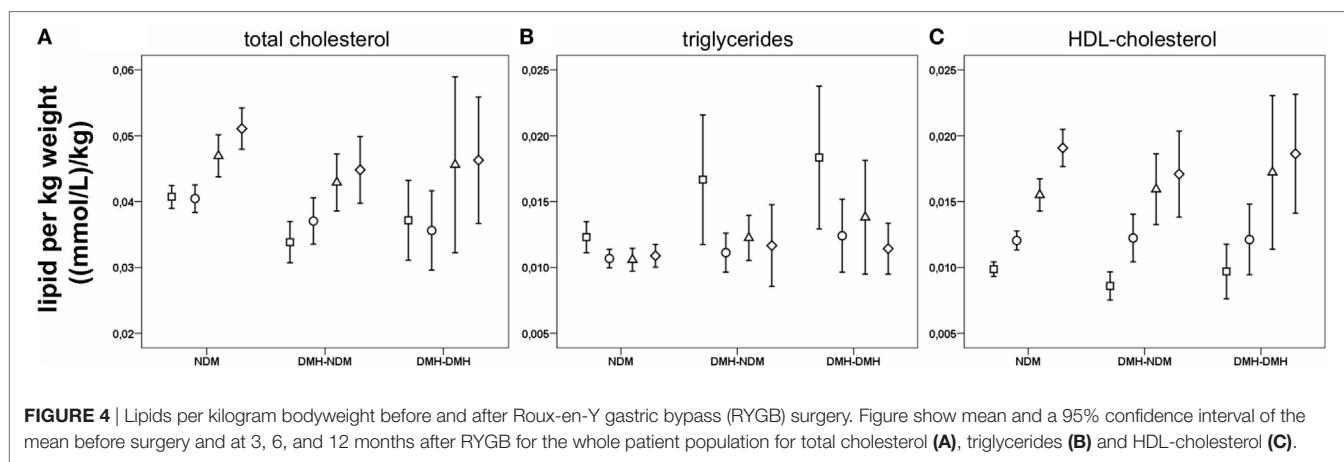 A total cholesterol
B triglycerides
C HDL-cholesterol
lipid per kg weight
((mmol/L)/kg)
0,06
0,05
0,04
0,03
0,02
NDM DMH-NDM DMH-DMH
0,025
0,020
0,015
0,010
0,005
NDM DMH-NDM DMH-DMH
0,025
0,020
0,015
0,010
0,005
NDM DMH-NDM DMH-DMH
FIGURE 4 | Lipids per kilogram bodyweight before and after Roux-en-Y gastric bypass (RYGB) surgery. Figure show mean and a 95% confidence interval of the
mean before surgery and at 3, 6, and 12 months after RYGB for the whole patient population for total cholesterol (A), triglycerides (B) and HDL-cholesterol (C).